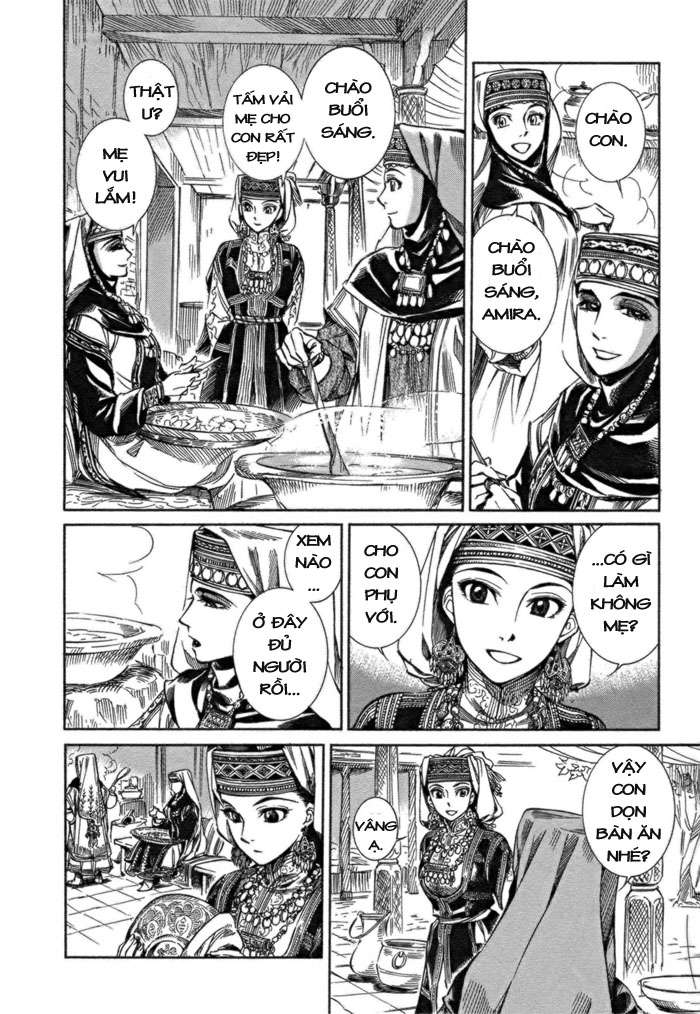 CHÀO
CON.
CHÀO
BUỔI
SÁNG,
AMIRA.
CHÀO
BUỔI
SÁNG.
TẤM VẢI
MẸ CHO
CON RẤT
ĐẸP!
THẬT
Ư?
MẸ
VUI
LẮM!
...CÓ GÌ
LÀM
KHÔNG
MẸ?
CHO
CON
PHỤ
VỚI.
XEM
NÀO
...
Ở ĐÂY
ĐỦ
NGƯỜI
RỒI...
VẬY
CON
DỌN
BÀN ĂN
NHÉ?
VÂNG
Ạ.